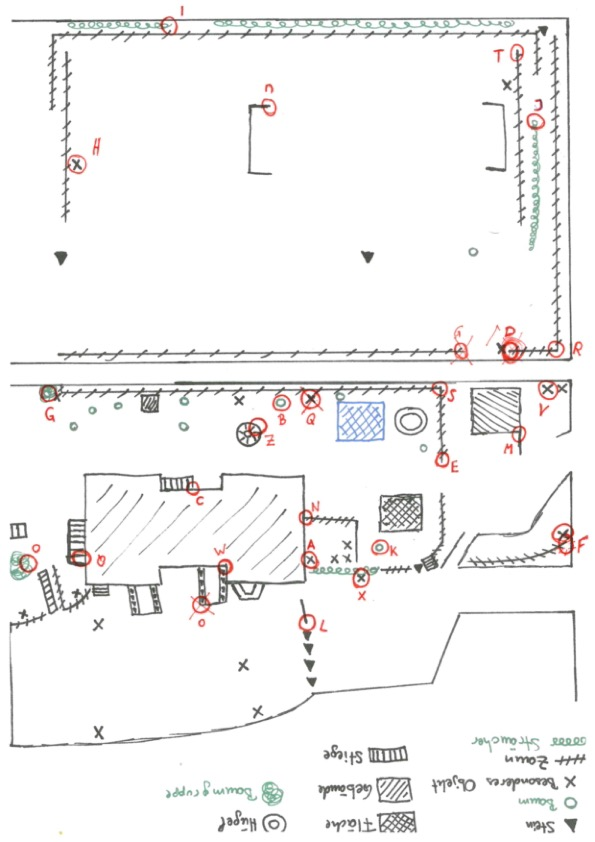 I
T
n
J
H
D
R
G
S
B
Q
V
Z
M
E
C
N
O
O
W
A
K
F
X
O
L
Stein
Fläche
Hügel
Baum
Besonderes Objekt
Gebäude
Baumgruppe
Zaun
Stiege
Sträucher